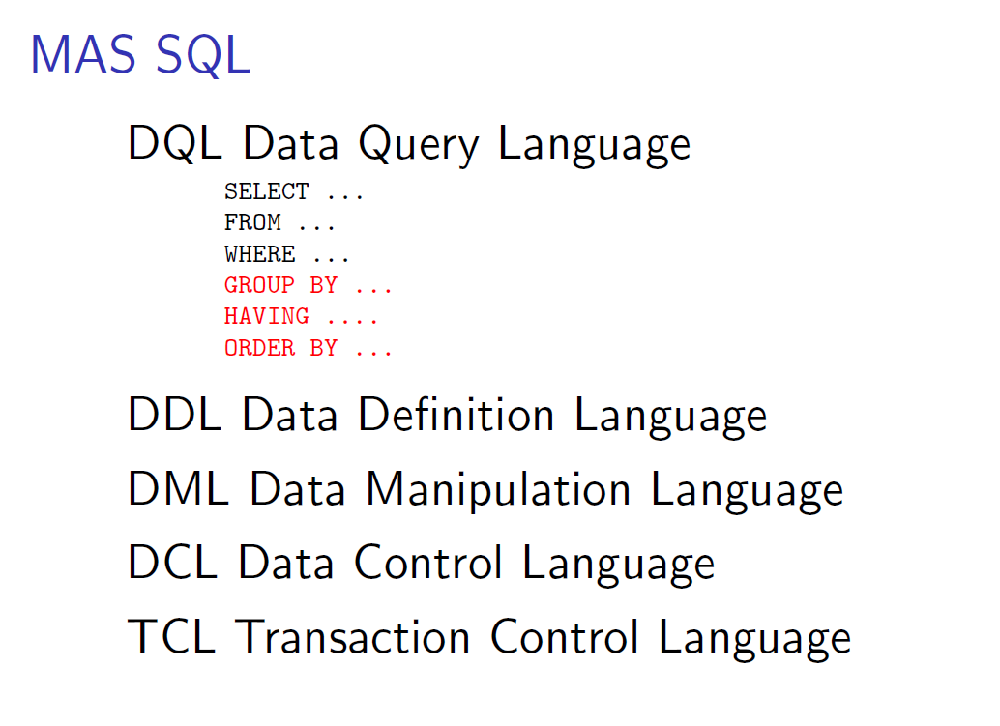 MAS SQL
DQL Data Query Language
SELECT ...
FROM ...
WHERE ...
GROUP BY ...
HAVING ....
ORDER BY ...
DDL Data Definition Language
DML Data Manipulation Language
DCL Data Control Language
TCL Transaction Control Language